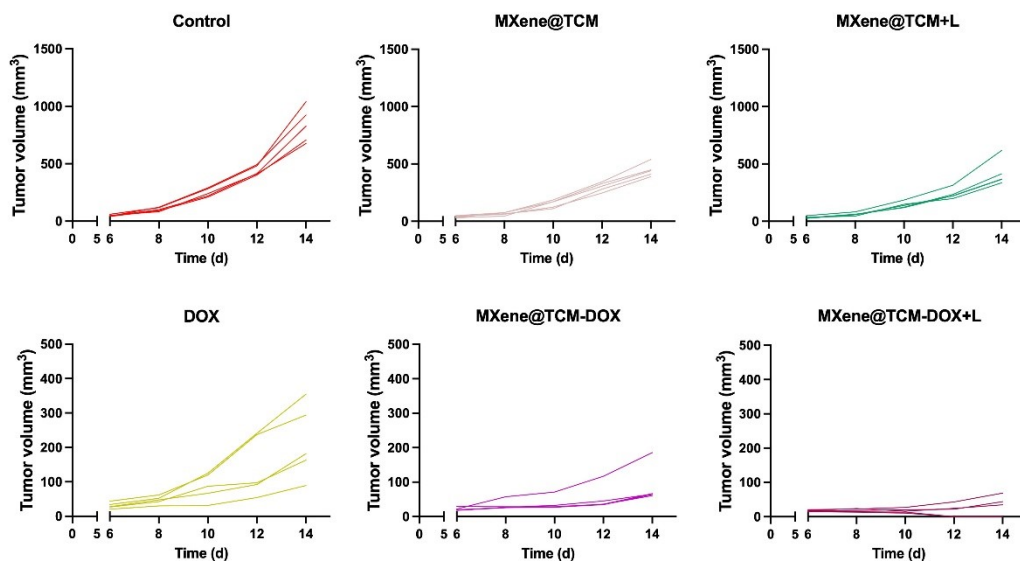 Control
Tumor volume (mm³)
1500
1000
500
0
0 5 6 8 10 12 14
Time (d)
MXene@TCM
Tumor volume (mm³)
1500
1000
500
0
0 5 6 8 10 12 14
Time (d)
MXene@TCM+L
Tumor volume (mm³)
1500
1000
500
0
0 5 6 8 10 12 14
Time (d)
DOX
Tumor volume (mm³)
500
400
300
200
100
0
0 5 6 8 10 12 14
Time (d)
MXene@TCM-DOX
Tumor volume (mm³)
500
400
300
200
100
0
0 5 6 8 10 12 14
Time (d)
MXene@TCM-DOX+L
Tumor volume (mm³)
500
400
300
200
100
0
0 5 6 8 10 12 14
Time (d)